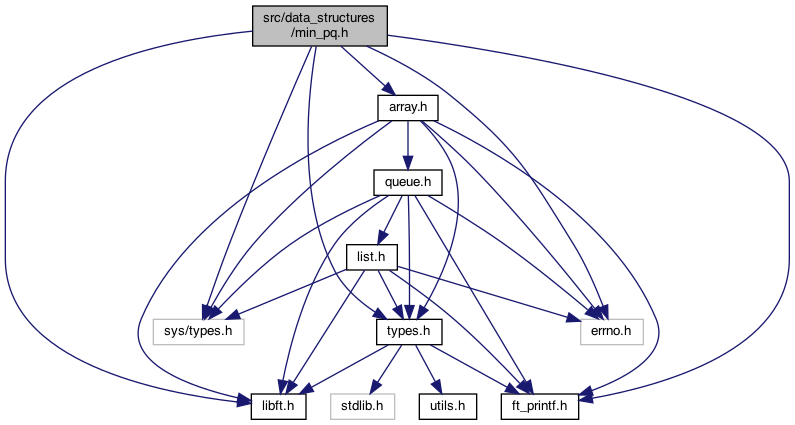 src/data_structures
/min_pq.h
array.h
queue.h
list.h
sys/types.h
types.h
errno.h
libft.h
stdlib.h
utils.h
ft_printf.h